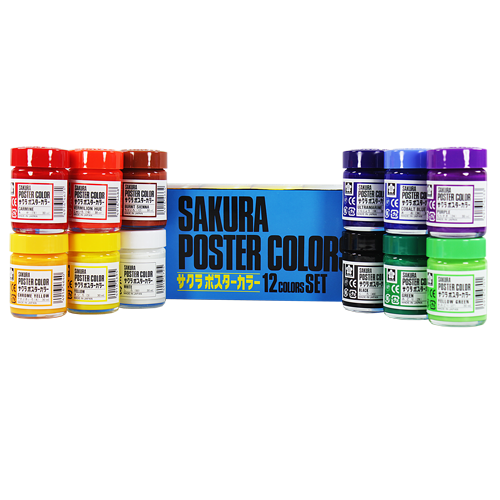 SAKURA
POSTER COLOR
サクラポスターカラー
CARMINE
SAKURA
POSTER COLOR
サクラポスターカラー
VERMILION HUE
SAKURA
POSTER COLOR
サクラポスターカラー
BURNT SIENNA
SAKURA
POSTER COLORS
サクラ ポスターカラー 12 COLORS SET
SAKURA
POSTER COLOR
サクラポスターカラー
ULTRAMARINE
SAKURA
POSTER COLOR
サクラポスターカラー
COBALT BLUE
SAKURA
POSTER COLOR
サクラポスターカラー
PURPLE
SAKURA
POSTER COLOR
サクラポスターカラー
CHROME YELLOW
SAKURA
POSTER COLOR
サクラポスターカラー
SAKURA
POSTER COLOR
サクラポスターカラー
SAKURA
POSTER COLOR
サクラポスターカラー
BLACK
SAKURA
POSTER COLOR
サクラポスターカラー
GREEN
SAKURA
POSTER COLOR
サクラポスターカラー
YELLOW GREEN